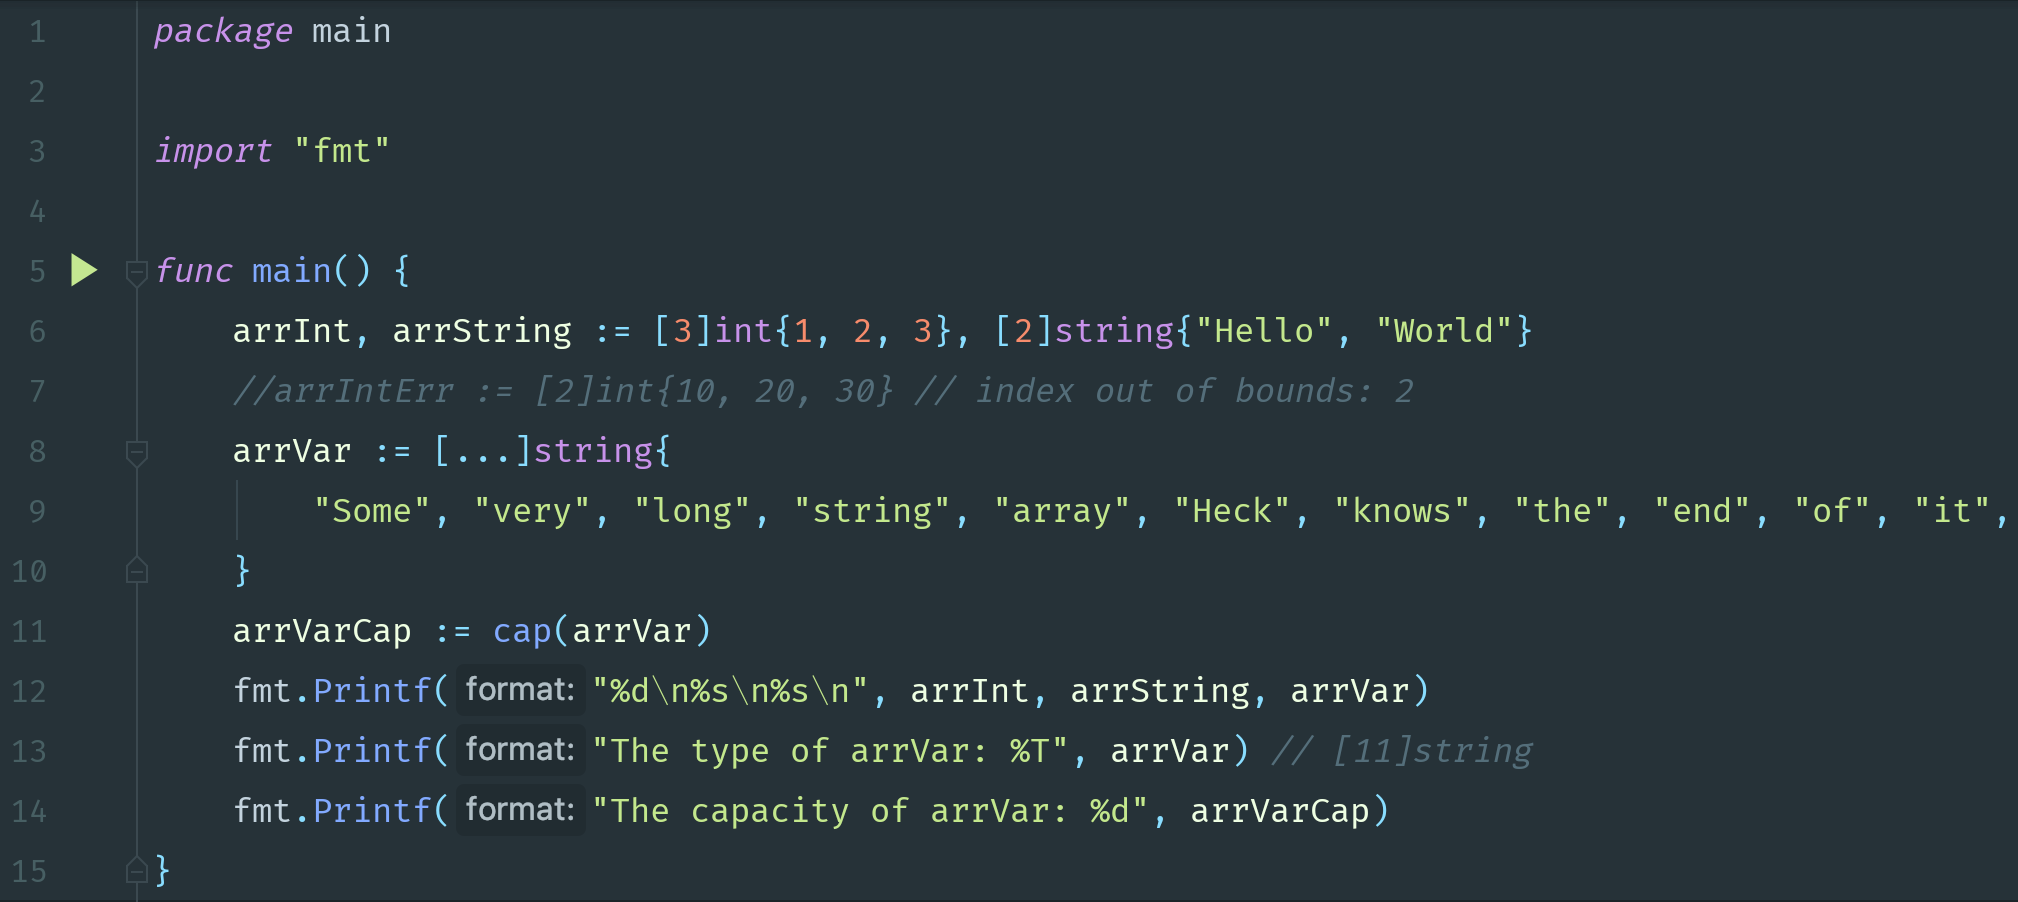 1 package main
2
3 import "fmt"
4
5 func main() {
6 arrInt, arrString := [3]int{1, 2, 3}, [2]string{"Hello", "World"}
7 //arrIntErr := [2]int{10, 20, 30} // index out of bounds: 2
8 arrVar := [...]string{
9 "Some", "very", "long", "string", "array", "Heck", "knows", "the", "end", "of", "it",
10 }
11 arrVarCap := cap(arrVar)
12 fmt.Printf( format: "%d\n%s\n%s\n", arrInt, arrString, arrVar)
13 fmt.Printf( format: "The type of arrVar: %T", arrVar) // [11]string
14 fmt.Printf( format: "The capacity of arrVar: %d", arrVarCap)
15 }